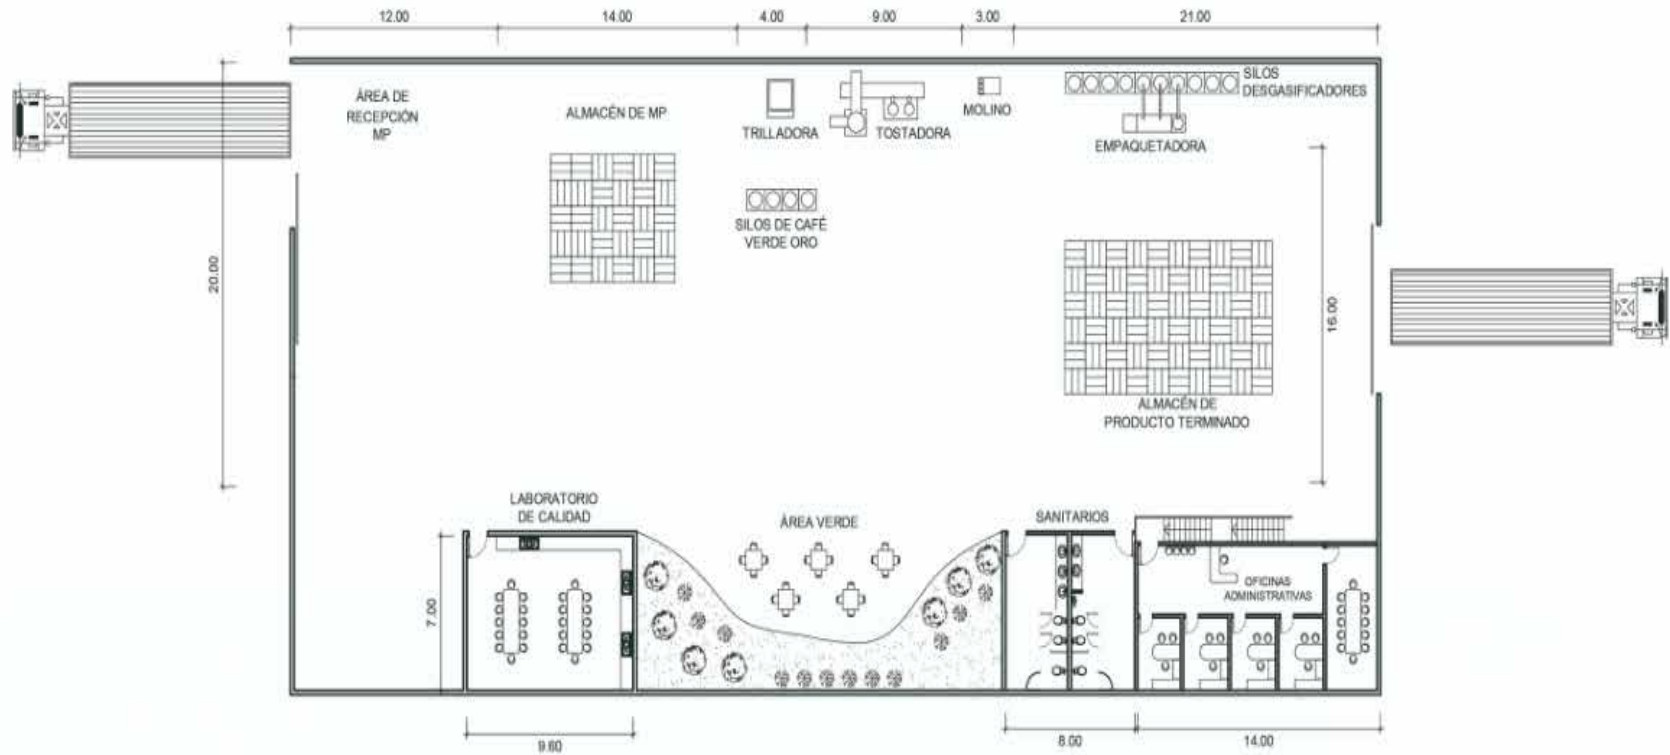 12.00
14.00
4.00
9.00
3.00
21.00
ÁREA DE
RECEPCIÓN
MP
ALMACÉN DE MP
TRILLADORA
TOSTADORA
MOLINO
SILOS
DESGASIFICADORES
EMPAQUETADORA
SILOS DE CAFÉ
VERDE ORO
20.00
16.00
ALMACÉN DE
PRODUCTO TERMINADO
LABORATORIO
DE CALIDAD
ÁREA VERDE
SANITARIOS
OFICINAS
ADMINISTRATIVAS
7.00
9.60
8.00
14.00